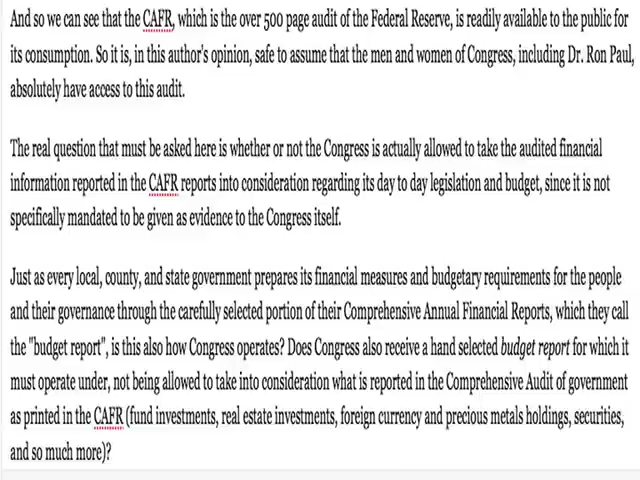 And so we can see that the CAFR, which is the over 500 page audit of the Federal Reserve, is readily available to the public for
its consumption. So it is, in this author's opinion, safe to assume that the men and women of Congress, including Dr. Ron Paul,
absolutely have access to this audit.
The real question that must be asked here is whether or not the Congress is actually allowed to take the audited financial
information reported in the CAFR reports into consideration regarding its day to day legislation and budget, since it is not
specifically mandated to be given as evidence to the Congress itself.
Just as every local, county, and state government prepares its financial measures and budgetary requirements for the people
and their governance through the carefully selected portion of their Comprehensive Annual Financial Reports, which they call
the "budget report", is this also how Congress operates? Does Congress also receive a hand selected budget report for which it
must operate under, not being allowed to take into consideration what is reported in the Comprehensive Audit of government
as printed in the CAFR (fund investments, real estate investments, foreign currency and precious metals holdings, securities,
and so much more)?